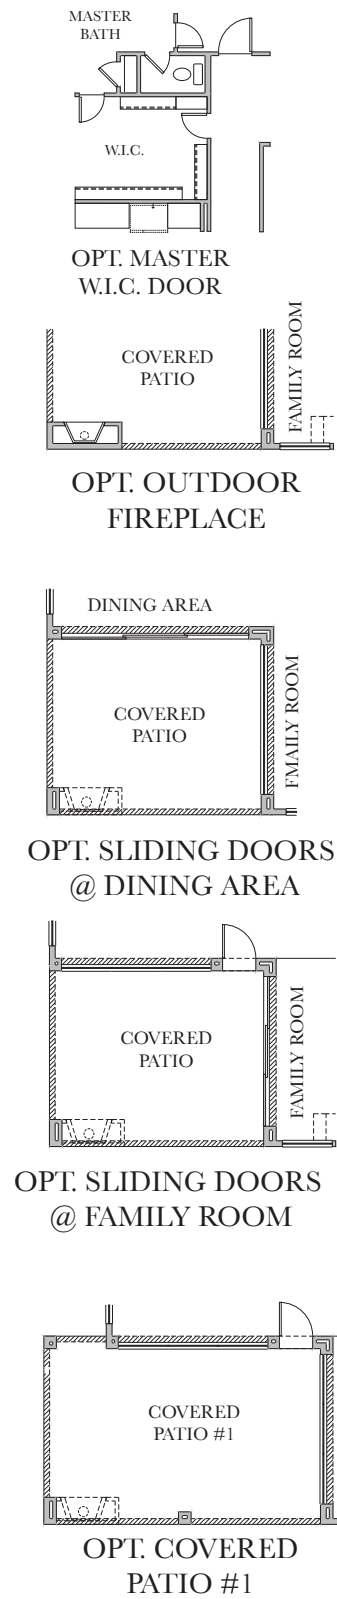 MASTER
BATH
W.I.C.
OPT. MASTER
W.I.C. DOOR
COVERED
PATIO
FAMILY ROOM
OPT. OUTDOOR
FIREPLACE
DINING AREA
COVERED
PATIO
FMAILY ROOM
OPT. SLIDING DOORS
@ DINING AREA
COVERED
PATIO
FAMILY ROOM
OPT. SLIDING DOORS
@ FAMILY ROOM
COVERED
PATIO #1
OPT. COVERED
PATIO #1